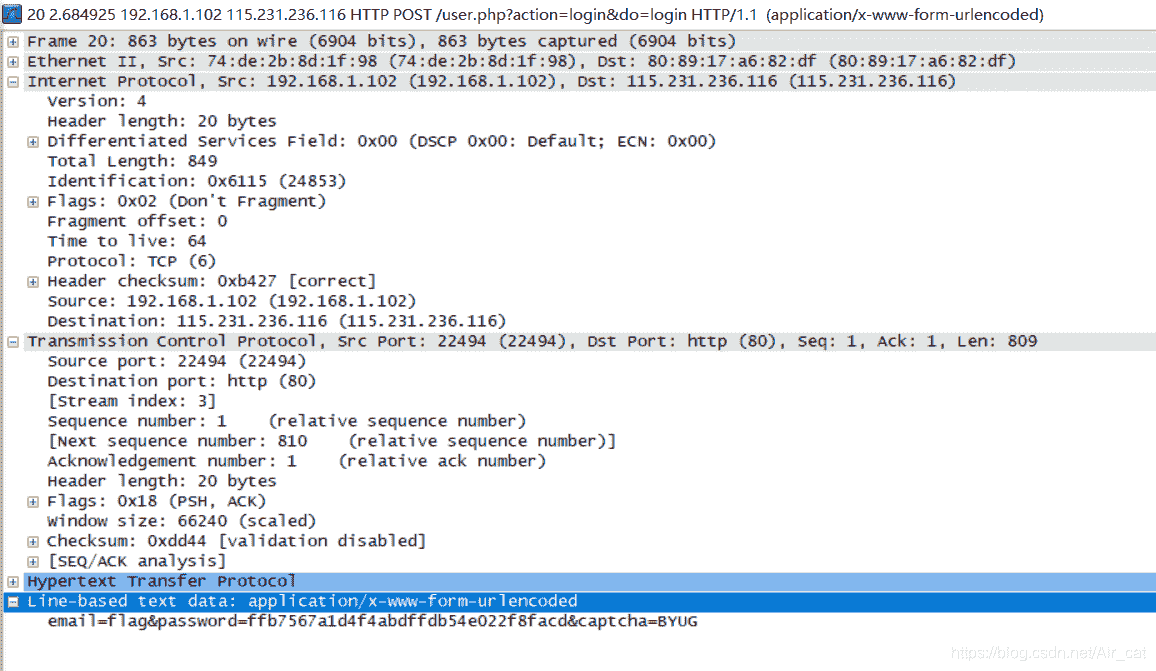 20 2.684925 192.168.1.102 115.231.236.116 HTTP POST /user.php?action=login&do=login HTTP/1.1 (application/x-www-form-urlencoded)
Frame 20: 863 bytes on wire (6904 bits), 863 bytes captured (6904 bits)
Ethernet II, Src: 74:de:2b:8d:1f:98 (74:de:2b:8d:1f:98), Dst: 80:89:17:a6:82:df (80:89:17:a6:82:df)
Internet Protocol, Src: 192.168.1.102 (192.168.1.102), Dst: 115.231.236.116 (115.231.236.116)
Version: 4
Header length: 20 bytes
Differentiated Services Field: 0x00 (DSCP 0x00: Default; ECN: 0x00)
Total Length: 849
Identification: 0x6115 (24853)
Flags: 0x02 (Don't Fragment)
Fragment offset: 0
Time to live: 64
Protocol: TCP (6)
Header checksum: 0xb427 [correct]
Source: 192.168.1.102 (192.168.1.102)
Destination: 115.231.236.116 (115.231.236.116)
Transmission Control Protocol, Src Port: 22494 (22494), Dst Port: http (80), Seq: 1, Ack: 1, Len: 809
Source port: 22494 (22494)
Destination port: http (80)
[Stream index: 3]
Sequence number: 1 (relative sequence number)
[Next sequence number: 810 (relative sequence number)]
Acknowledgement number: 1 (relative ack number)
Header length: 20 bytes
Flags: 0x18 (PSH, ACK)
Window size: 66240 (scaled)
Checksum: 0xdd44 [validation disabled]
[SEQ/ACK analysis]
Hypertext Transfer Protocol
Line-based text data: application/x-www-form-urlencoded
email=flag&password=ffb7567a1d4f4abdffdb54e022f8facd&captcha=BYUG
https://blog.csdn.net/Air_cat